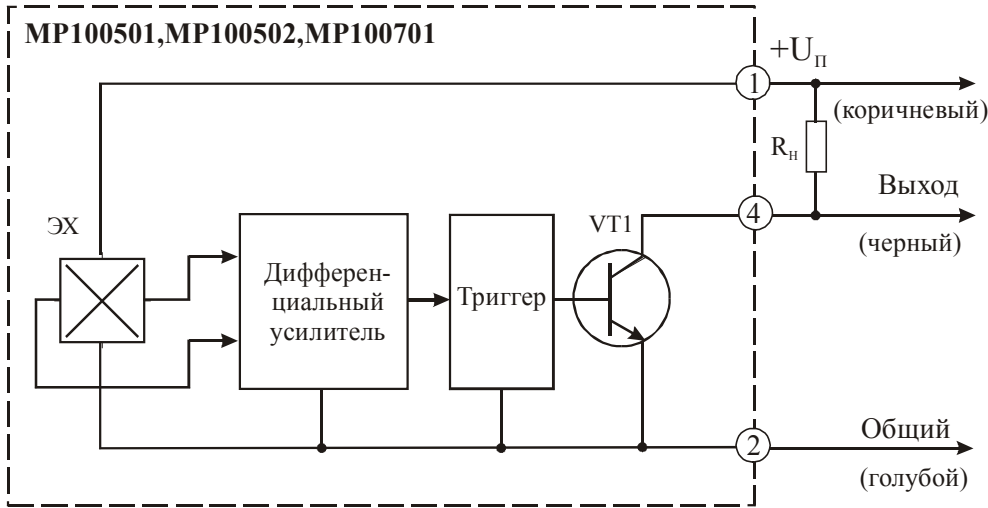 MP100501,MP100502,MP100701
+Uп
1
(коричневый)
Rн
Выход
4
(черный)
ЭХ
VT1
Дифферен-
циальный
усилитель
Триггер
Общий
2
(голубой)